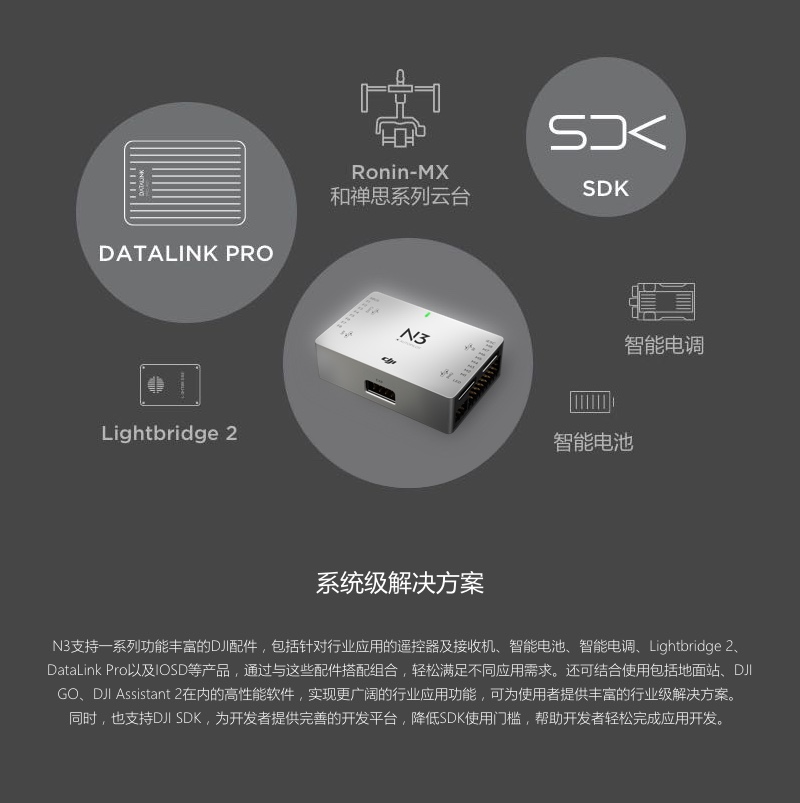 Ronin-MX
和禅思系列云台
SDK
SDK
DATALINK
DATALINK PRO
N3
dji
智能电调
Lightbridge 2
智能电池
系统级解决方案
N3支持一系列功能丰富的DJI配件，包括针对行业应用的遥控器及接收机、智能电池、智能电调、Lightbridge 2、
DataLink Pro以及IOSD等产品，通过与这些配件搭配组合，轻松满足不同应用需求。还可结合使用包括地面站、DJI
GO、DJI Assistant 2在内的高性能软件，实现更广阔的行业应用功能，可为使用者提供丰富的行业级解决方案。
同时，也支持DJI SDK，为开发者提供完善的开发平台，降低SDK使用门槛，帮助开发者轻松完成应用开发。